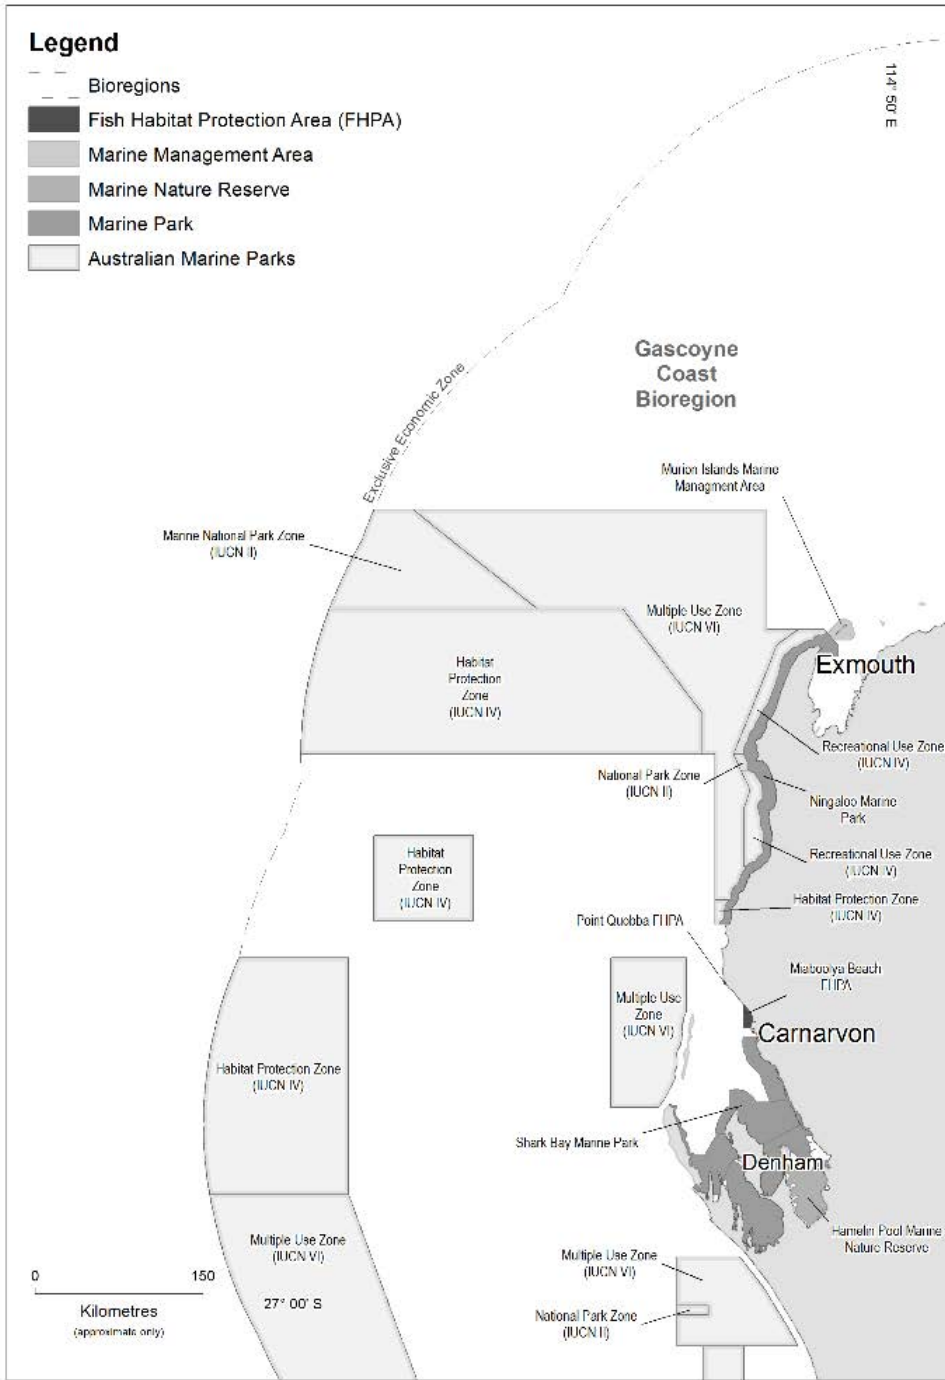 Legend
Bioregions
Fish Habitat Protection Area (FHPA)
Marine Management Area
Marine Nature Reserve
Marine Park
Australian Marine Parks
114° 50' E
Gascoyne
Coast
Bioregion
Exclusive Economic Zone
Murion Islands Marine
Managment Area
Marine National Park Zone
(IUCN II)
Multiple Use Zone
(IUCN VI)
Habitat
Protection
Zone
(IUCN IV)
Exmouth
Recreational Use Zone
(IUCN IV)
National Park Zone
(IUCN II)
Ningaloo Marine
Park
Habitat
Protection
Zone
(IUCN IV)
Recreational Use Zone
(IUCN IV)
Habitat Protection Zone
(IUCN IV)
Point Quobba FHPA
Miaboolya Beach
FHPA
Multiple Use
Zone
(IUCN VI)
Carnarvon
Habitat Protection Zone
(IUCN IV)
Shark Bay Marine Park
Denham
Hamelin Pool Marine
Nature Reserve
Multiple Use Zone
(IUCN VI)
Multiple Use Zone
(IUCN VI)
0 150
Kilometres
(approximate only)
27° 00' S
National Park Zone
(IUCN II)